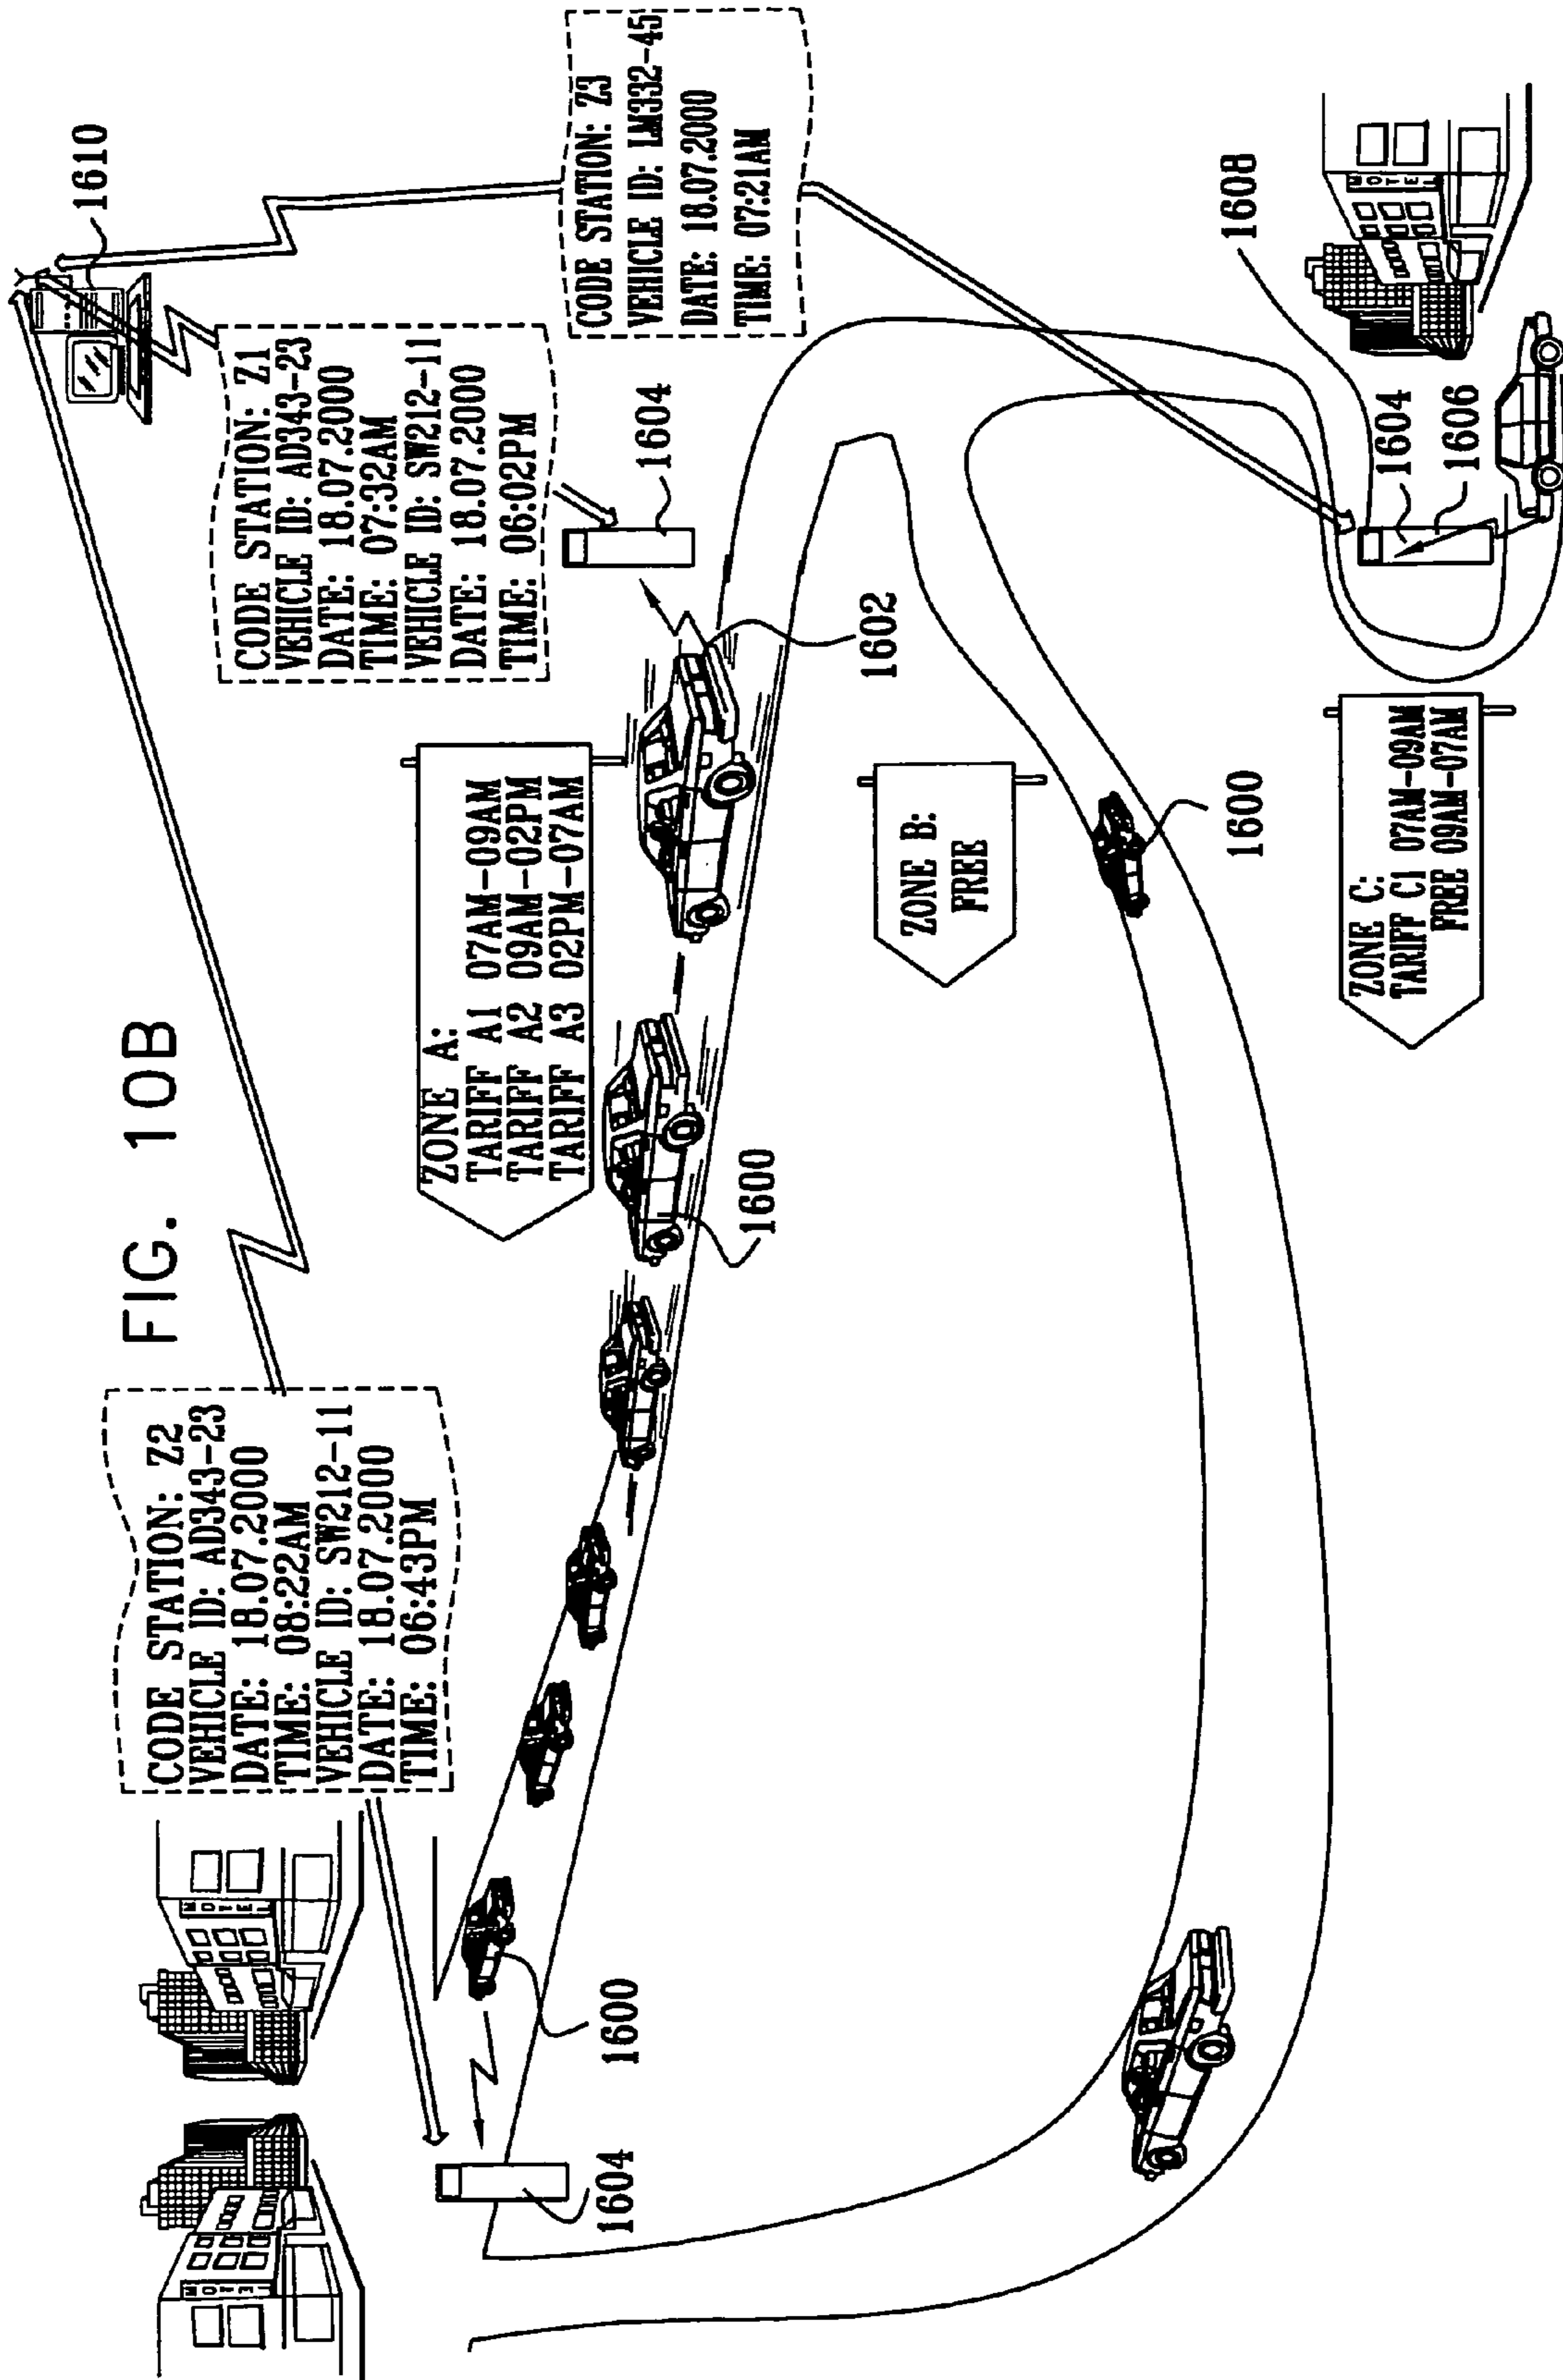 FIG. 10B
CODE STATION: Z2
VEHICLE ID: AD343-23
DATE: 18.07.2000
TIME: 08:22AM
VEHICLE ID: SW212-11
DATE: 18.07.2000
TIME: 06:43PM
CODE STATION: Z1
VEHICLE ID: AD343-23
DATE: 18.07.2000
TIME: 07:32AM
VEHICLE ID: SW212-11
DATE: 18.07.2000
TIME: 06:02PM
1610
CODE STATION: Z3
VEHICLE ID: LM332-45
DATE: 18.07.2000
TIME: 07:21AM
MOTEL
MOTEL
ZONE A:
TARIFF A1 07AM-09AM
TARIFF A2 09AM-02PM
TARIFF A3 02PM-07AM
1604
1604
1600
1600
1602
ZONE B:
FREE
1600
1608
MOTEL
1604
1606
ZONE C:
TARIFF C1 07AM-09AM
FREE 09AM-07AM